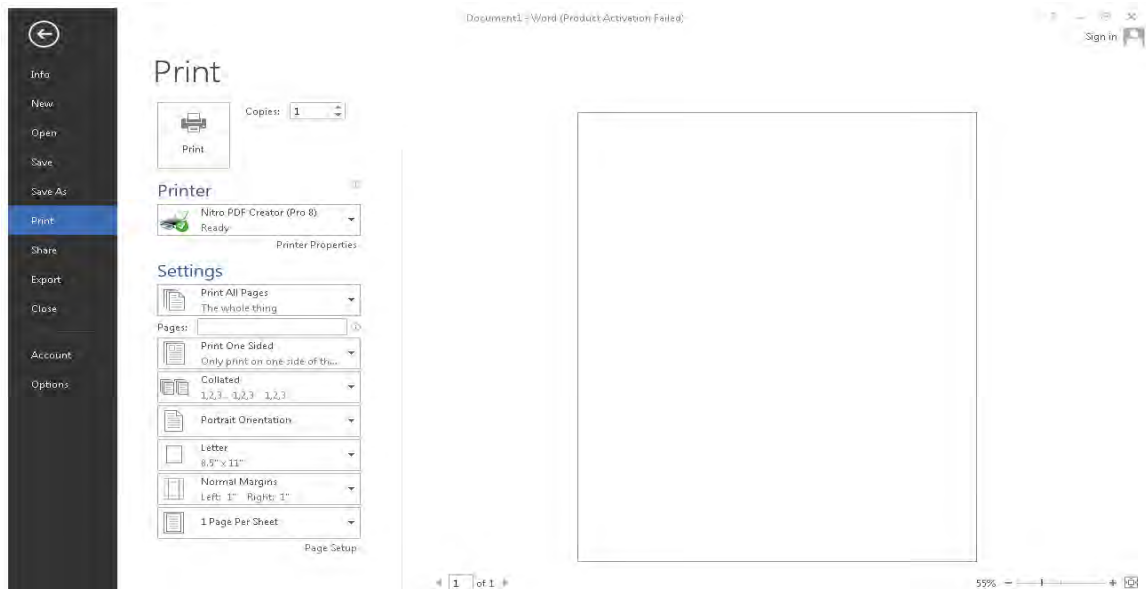 Document1 - Word (Product Activation Failed)
?
Sign in
Info
New
Open
Save
Save As
Print
Share
Export
Close
Account
Options
Print
Print
Copies: 1
Printer
Nitro PDF Creator (Pro 8)
Ready
Printer Properties
Settings
Print All Pages
The whole thing
Pages:
Print One Sided
Only print on one side of th...
Collated
1,2,3 1,2,3 1,2,3
Portrait Orientation
Letter
8.5" x 11"
Normal Margins
Left: 1" Right: 1"
1 Page Per Sheet
Page Setup
1 of 1
55%